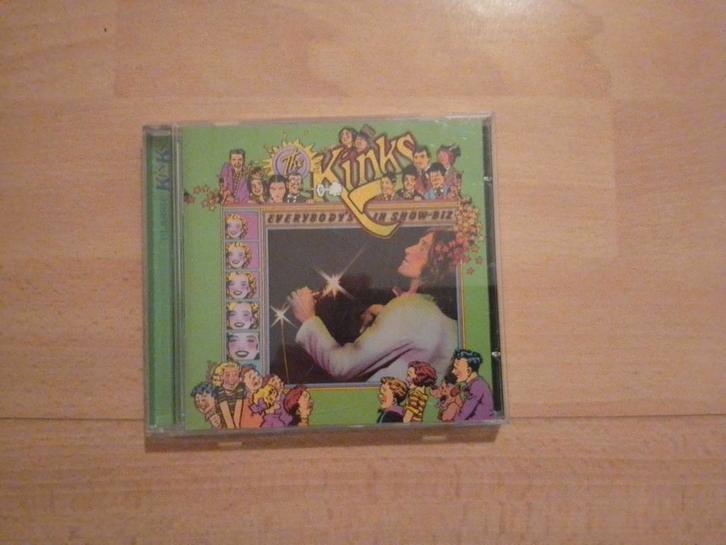 The
Kinks
EVERYBODY'S IN SHOW-BIZ